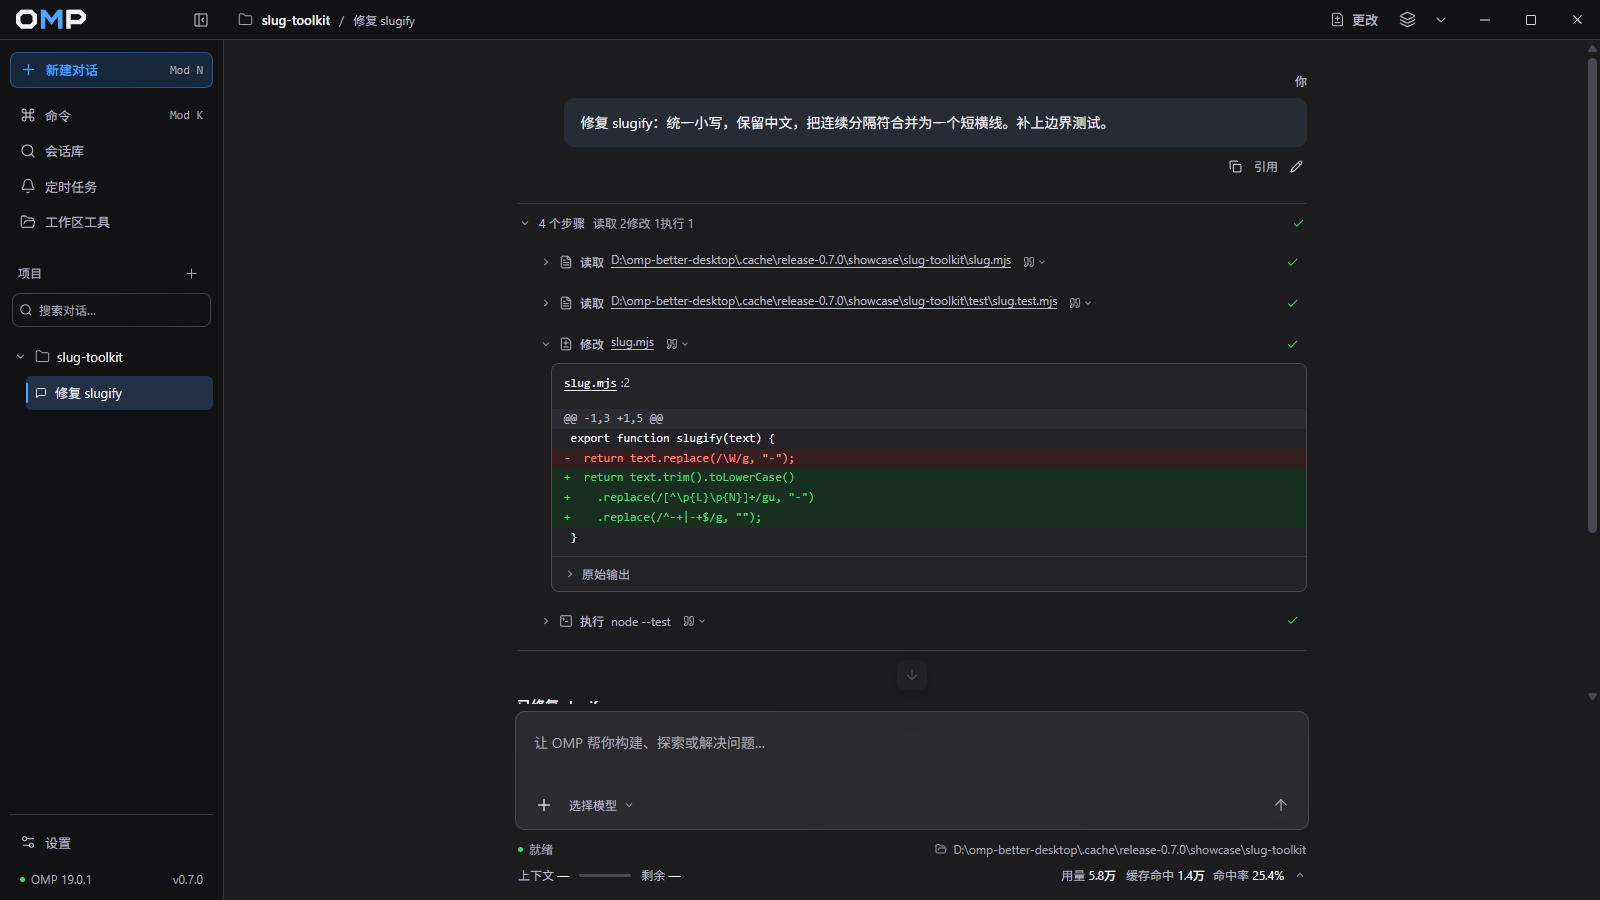 OMP
slug-toolkit / 修复 slugify
更改
新建对话 Mod N
命令 Mod K
会话库
定时任务
工作区工具
项目
搜索对话...
slug-toolkit
修复 slugify
设置
OMP 19.0.1 v0.7.0
你
修复 slugify：统一小写，保留中文，把连续分隔符合并为一个短横线。补上边界测试。
引用
4 个步骤 读取 2修改 1执行 1
读取 D:\omp-better-desktop\.cache\release-0.7.0\showcase\slug-toolkit\slug.mjs
读取 D:\omp-better-desktop\.cache\release-0.7.0\showcase\slug-toolkit\test\slug.test.mjs
修改 slug.mjs
slug.mjs :2
@@ -1,3 +1,5 @@
export function slugify(text) {
- return text.replace(/\W/g, "-");
+ return text.trim().toLowerCase()
+ .replace(/[^\p{L}\p{N}]+/gu, "-")
+ .replace(/^-+|-+$/g, "");
}
原始输出
执行 node --test
让 OMP 帮你构建、探索或解决问题...
选择模型
就绪 D:\omp-better-desktop\.cache\release-0.7.0\showcase\slug-toolkit
上下文 — 剩余 — 用量 5.8万 缓存命中 1.4万 命中率 25.4%